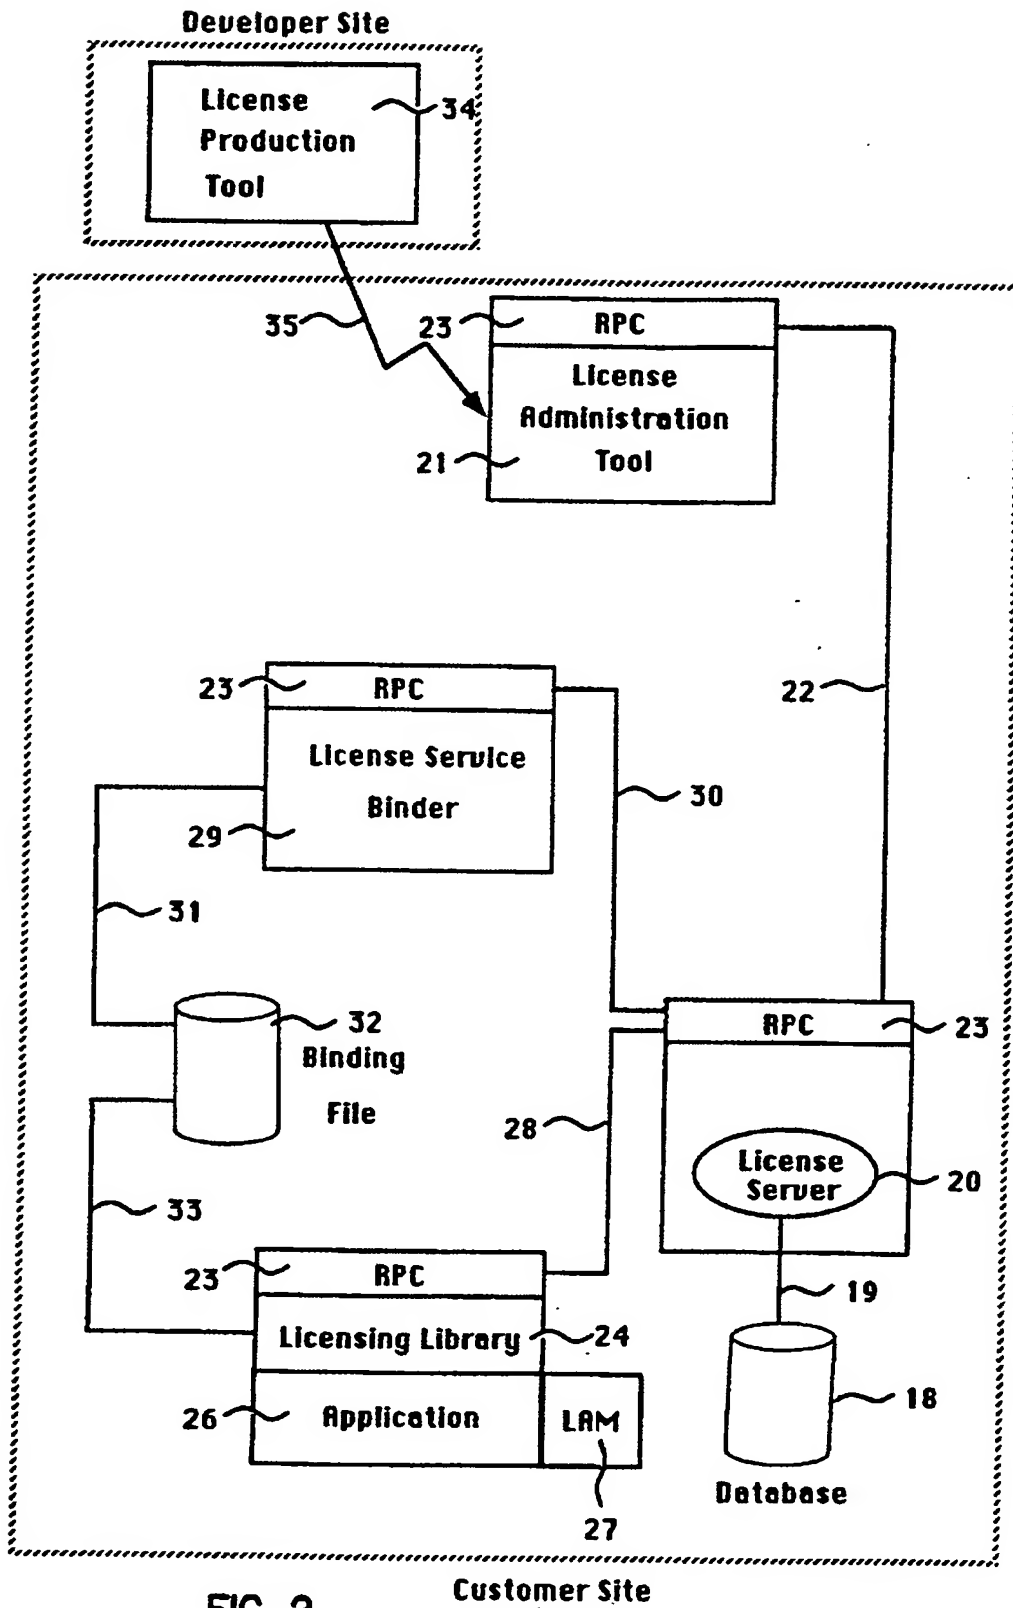 Developer Site
License
34
Production
Tool
35
23
RPC
License
Administration
21
Tool
23
RPC
22
License Service
30
Binder
29
31
32
RPC
23
Binding
File
28
License
Server
20
33
23
RPC
19
Licensing Library
24
18
26
Application
LAM
Database
27
Customer Site
FIG. 2